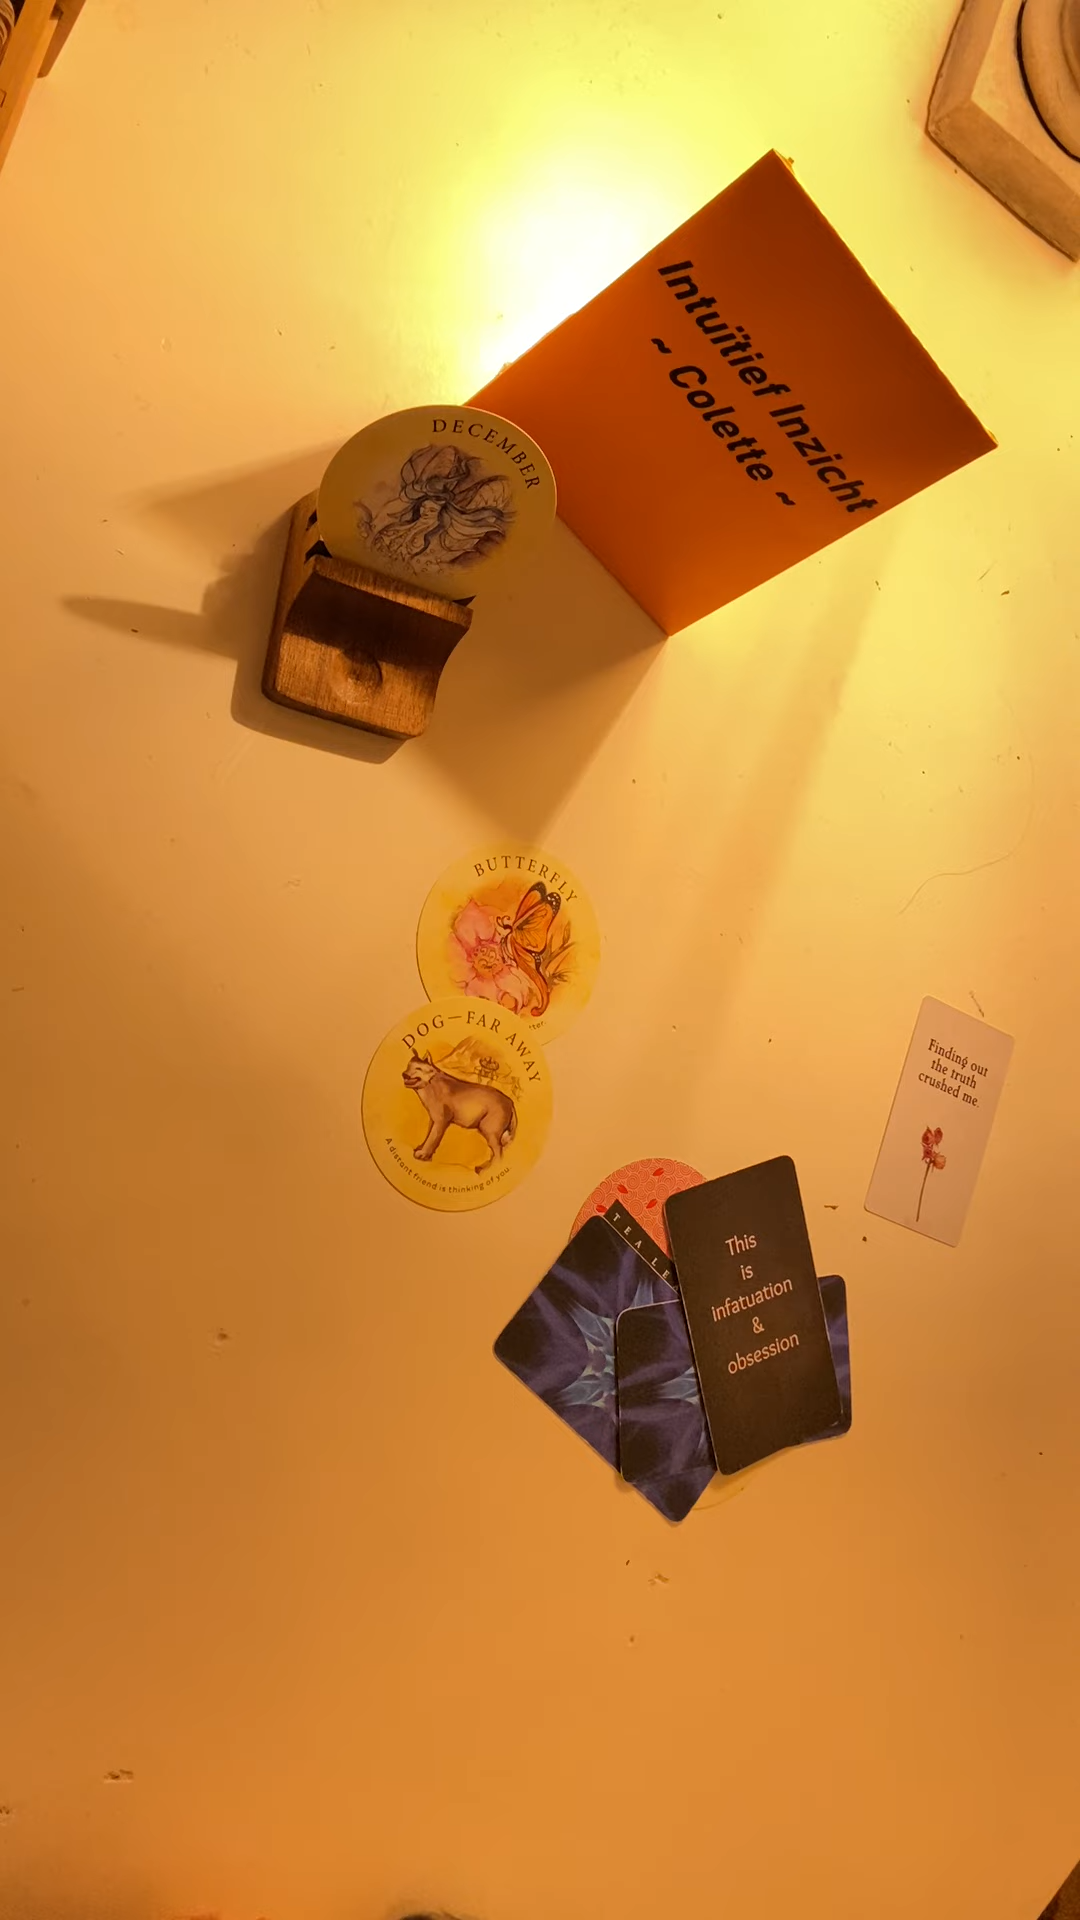 Intuïtief Inzicht
~ Colette ~
DECEMBER
BUTTERFLY
DOG—FAR AWAY
A distant friend is thinking of you.
Finding out
the truth
crushed me.
TEA LE
This
is
infatuation
&
obsession